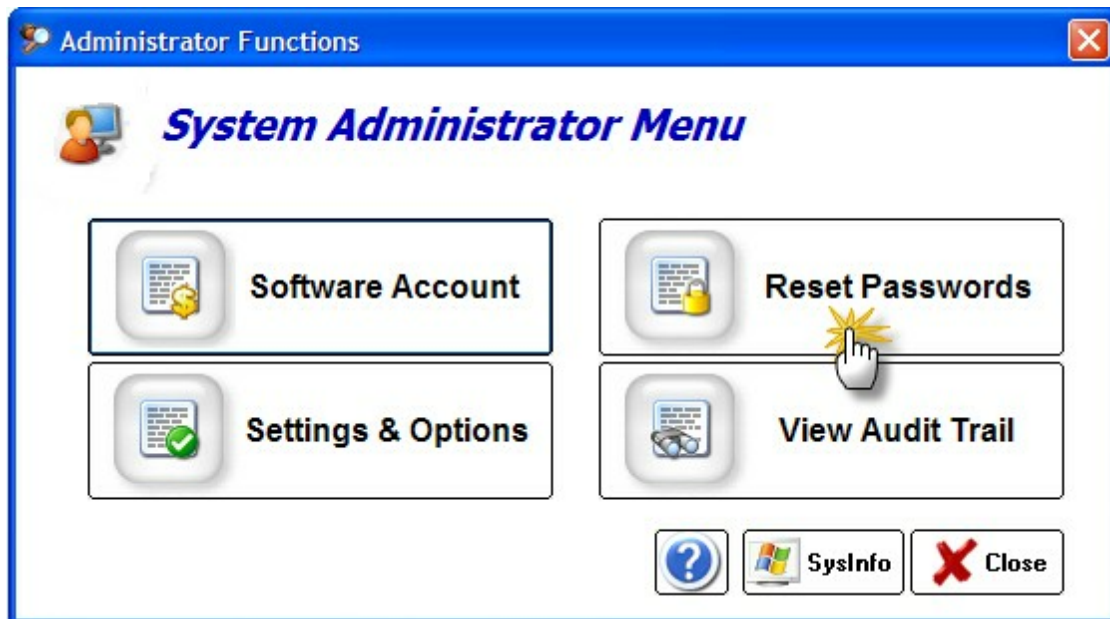 Administrator Functions
System Administrator Menu
Software Account
Reset Passwords
Settings & Options
View Audit Trail
SysInfo
Close